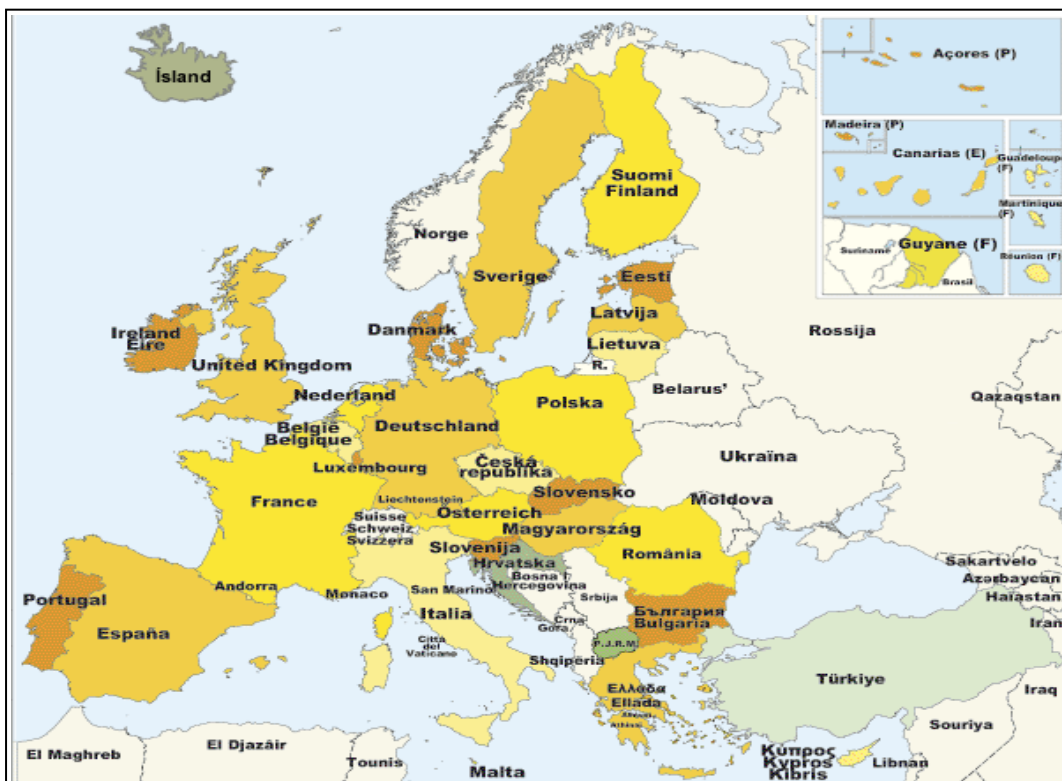 Ísland
Açores (P)
Madeira (P)
Canarias (E)
Guadeloupe
(F)
Martinique
(F)
Suriname
Guyane (F)
Brasil
Réunion (F)
Suomi
Finland
Norge
Sverige
Eesti
Latvija
Lietuva
R.
Rossija
Danmark
Ireland
Éire
United Kingdom
Nederland
Belarus'
Qazaqstan
Polska
België
Belgique
Deutschland
Luxembourg
Česká
republika
Ukraïna
Slovensko
Moldova
France
Liechtenstein
Österreich
Suisse
Schweiz
Svizzera
Magyarország
Slovenija
Hrvatska
România
Bosna I
Hercegovina
Srbija
Sakartvelo
Azərbaycan
Haiastan
Iran
Andorra
Monaco
San Marino
Portugal
España
Italia
Città
del
Vaticano
Crna
Gora
България
Bulgaria
P.J.R.M.
Shqipëria
Ελλάδα
Ellada
Türkiye
Iraq
Souriya
Κύπρος
Kypros
Kibris
Libnan
El Maghreb
El Djazâir
Tounis
Malta